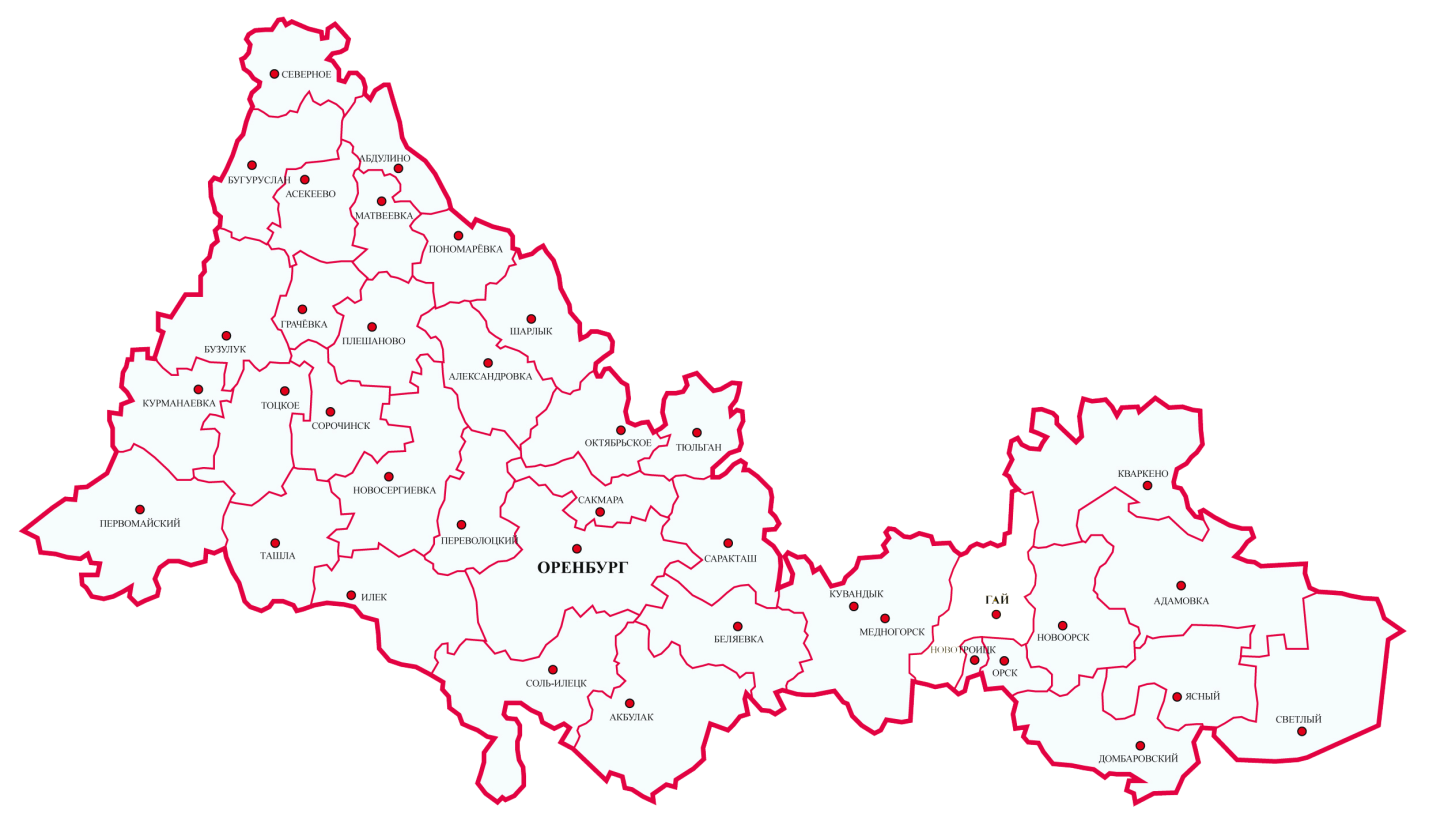 СЕВЕРНОЕ
АБДУЛИНО
БУГУРУСЛАН
АСЕКЕЕВО
МАТВЕЕВКА
ПОНОМАРЁВКА
ГРАЧЁВКА
ШАРЛЫК
ПЛЕШАНОВО
БУЗУЛУК
АЛЕКСАНДРОВКА
КУРМАНАЕВКА
ТОЦКОЕ
СОРОЧИНСК
ОКТЯБРЬСКОЕ
ТЮЛЬГАН
КВАРКЕНО
НОВОСЕРГИЕВКА
САКМАРА
ПЕРВОМАЙСКИЙ
ПЕРЕВОЛОЦКИЙ
ТАШЛА
САРАКТАШ
ОРЕНБУРГ
КУВАНДЫК
ИЛЕК
ГАЙ
АДАМОВКА
МЕДНОГОРСК
БЕЛЯЕВКА
НОВООРСК
НОВОТРОИЦК
ОРСК
СОЛЬ-ИЛЕЦК
ЯСНЫЙ
АКБУЛАК
СВЕТЛЫЙ
ДОМБАРОВСКИЙ